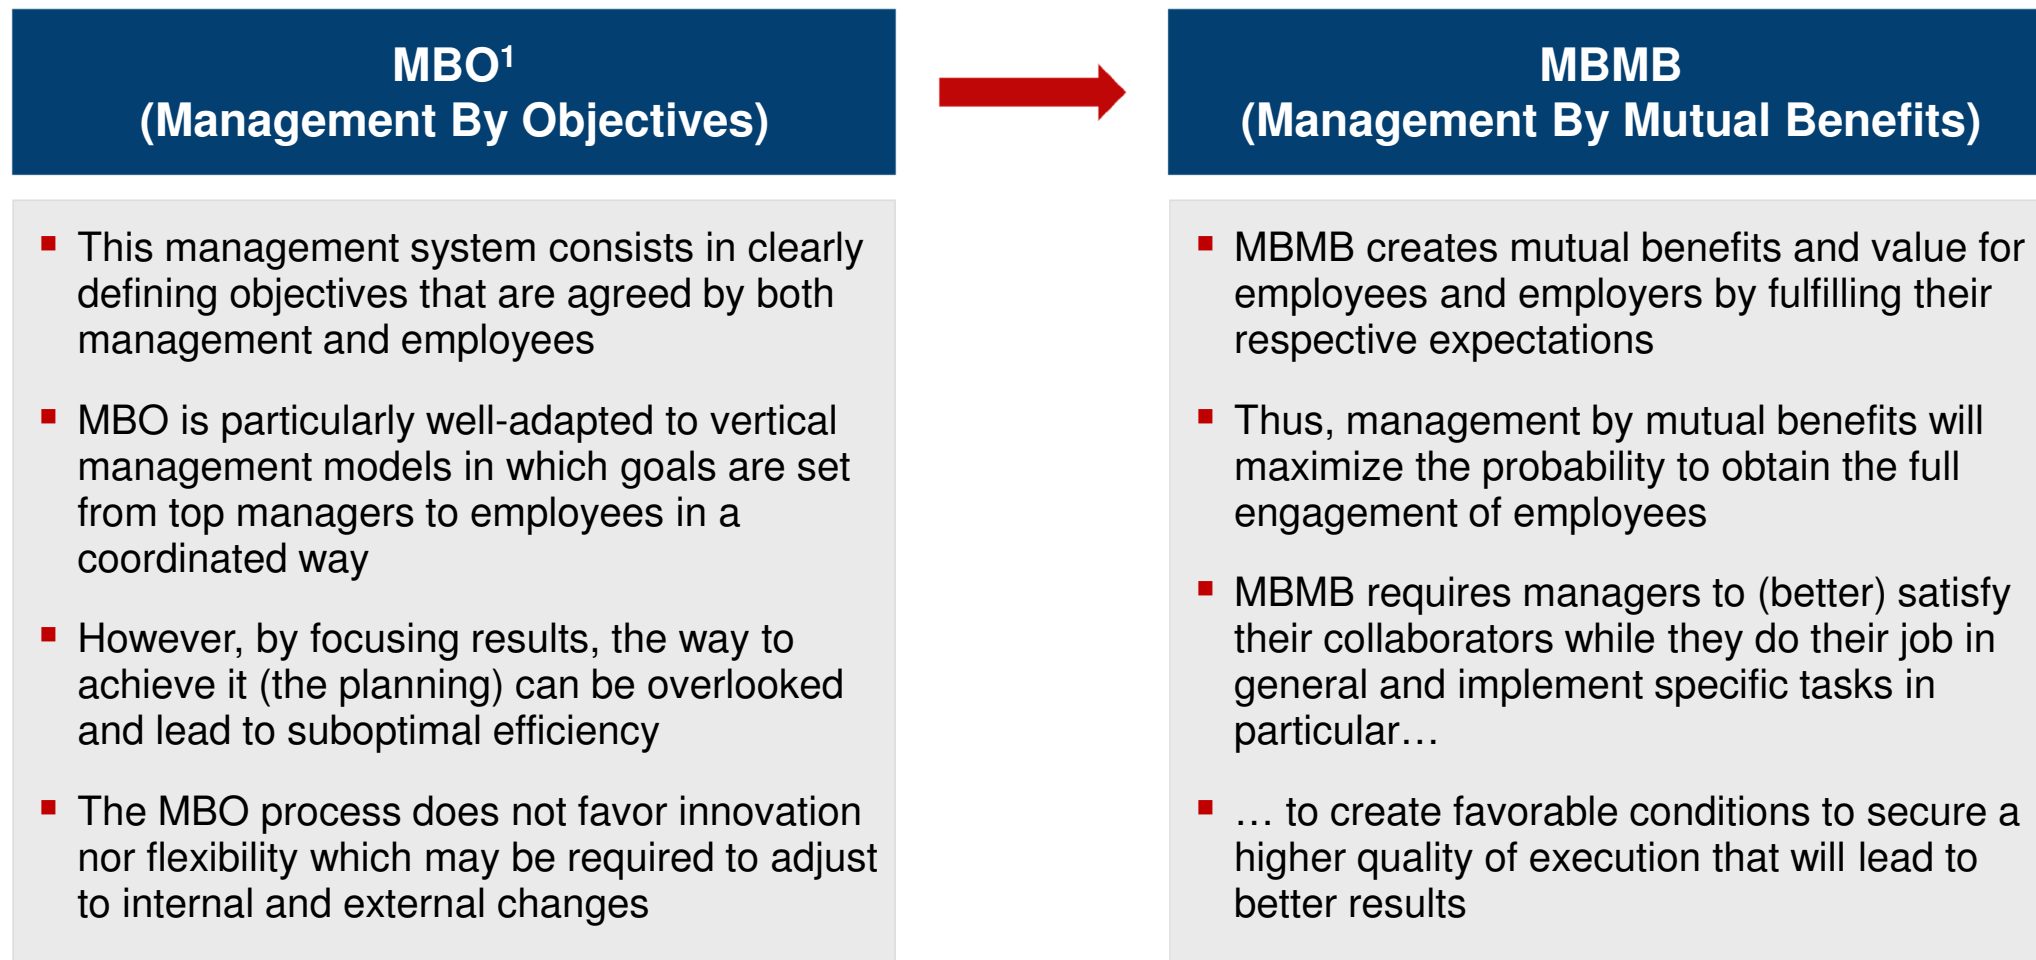 MBO¹
(Management By Objectives)
▪ This management system consists in clearly
defining objectives that are agreed by both
management and employees
▪ MBO is particularly well-adapted to vertical
management models in which goals are set
from top managers to employees in a
coordinated way
▪ However, by focusing results, the way to
achieve it (the planning) can be overlooked
and lead to suboptimal efficiency
▪ The MBO process does not favor innovation
nor flexibility which may be required to adjust
to internal and external changes
MBMB
(Management By Mutual Benefits)
▪ MBMB creates mutual benefits and value for
employees and employers by fulfilling their
respective expectations
▪ Thus, management by mutual benefits will
maximize the probability to obtain the full
engagement of employees
▪ MBMB requires managers to (better) satisfy
their collaborators while they do their job in
general and implement specific tasks in
particular…
▪ … to create favorable conditions to secure a
higher quality of execution that will lead to
better results